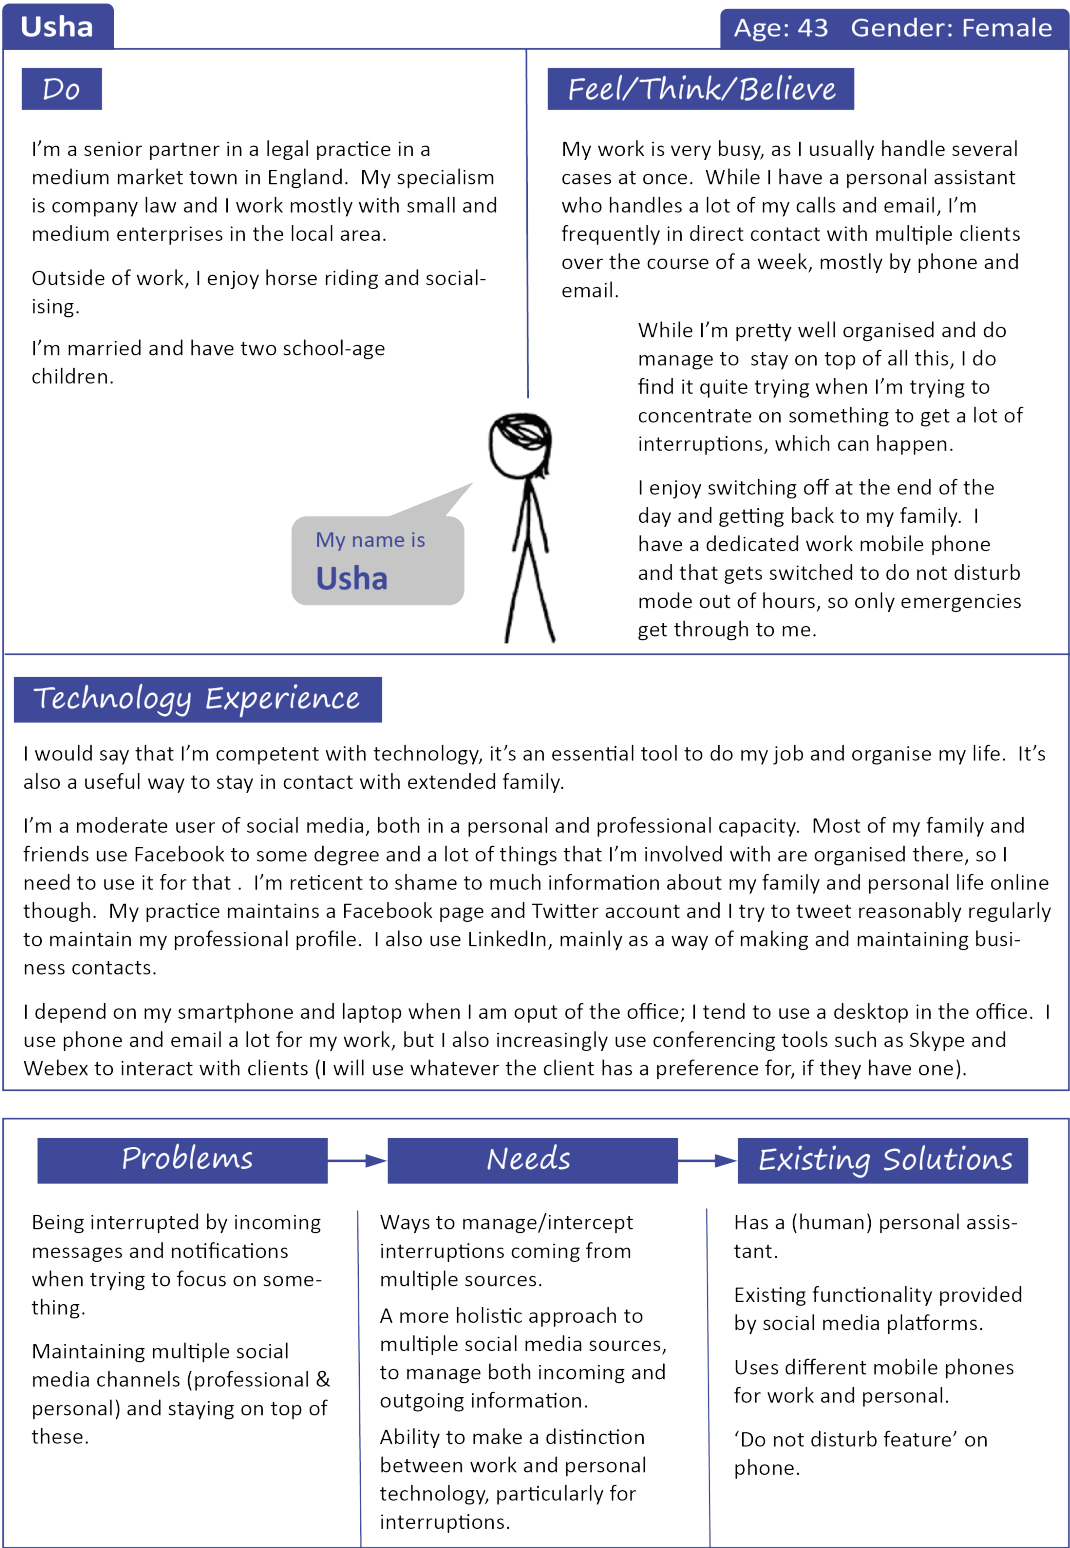 Usha
Age: 43   Gender: Female
Do
I'm a senior partner in a legal practice in a
medium market town in England.  My specialism
is company law and I work mostly with small and
medium enterprises in the local area.
Outside of work, I enjoy horse riding and social-
ising.
I'm married and have two school-age
children.
Feel/Think/Believe
My work is very busy, as I usually handle several
cases at once.  While I have a personal assistant
who handles a lot of my calls and email, I'm
frequently in direct contact with multiple clients
over the course of a week, mostly by phone and
email.
While I'm pretty well organised and do
manage to  stay on top of all this, I do
find it quite trying when I'm trying to
concentrate on something to get a lot of
interruptions, which can happen.
I enjoy switching off at the end of the
day and getting back to my family.  I
have a dedicated work mobile phone
and that gets switched to do not disturb
mode out of hours, so only emergencies
get through to me.
My name is
Usha
Technology Experience
I would say that I'm competent with technology, it's an essential tool to do my job and organise my life.  It's
also a useful way to stay in contact with extended family.
I'm a moderate user of social media, both in a personal and professional capacity.  Most of my family and
friends use Facebook to some degree and a lot of things that I'm involved with are organised there, so I
need to use it for that .  I'm reticent to shame to much information about my family and personal life online
though.  My practice maintains a Facebook page and Twitter account and I try to tweet reasonably regularly
to maintain my professional profile.  I also use LinkedIn, mainly as a way of making and maintaining busi-
ness contacts.
I depend on my smartphone and laptop when I am oput of the office; I tend to use a desktop in the office.  I
use phone and email a lot for my work, but I also increasingly use conferencing tools such as Skype and
Webex to interact with clients (I will use whatever the client has a preference for, if they have one).
Problems
Being interrupted by incoming
messages and notifications
when trying to focus on some-
thing.
Maintaining multiple social
media channels (professional &
personal) and staying on top of
these.
Needs
Ways to manage/intercept
interruptions coming from
multiple sources.
A more holistic approach to
multiple social media sources,
to manage both incoming and
outgoing information.
Ability to make a distinction
between work and personal
technology, particularly for
interruptions.
Existing Solutions
Has a (human) personal assis-
tant.
Existing functionality provided
by social media platforms.
Uses different mobile phones
for work and personal.
‘Do not disturb feature’ on
phone.